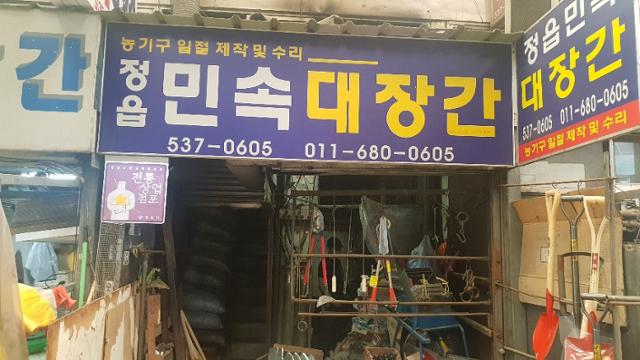 간
농기구 일절 제작 및 수리
정읍 민속대장간
537-0605 011-680-0605
정읍민속
대장간
537-0605 011-680-0605
농기구 일절 제작 및 수리
전통
상업
점포